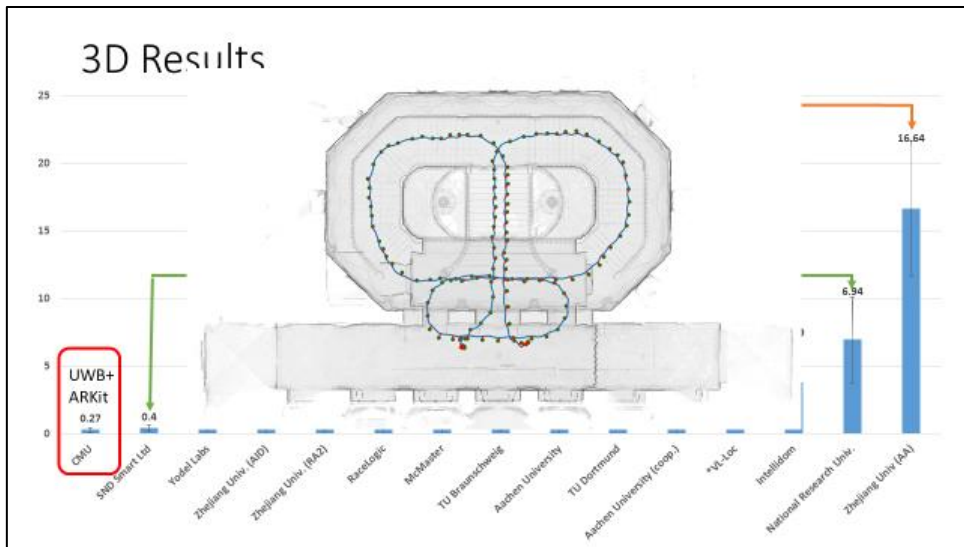 3D Results
25
20
15
10
5
0
UWB+
ARKit
0.27
0.4
6.94
16.64
CMU
SND Smart Ltd
Yodel Labs
Zhejiang Univ. (AID)
Zhejiang Univ. (RA2)
RaceLogic
McMaster
TU Braunschweig
Aachen University
TU Dortmund
Aachen University (coop.)
*VL-Loc
Intellidom
National Research Univ.
Zhejiang Univ (AA)